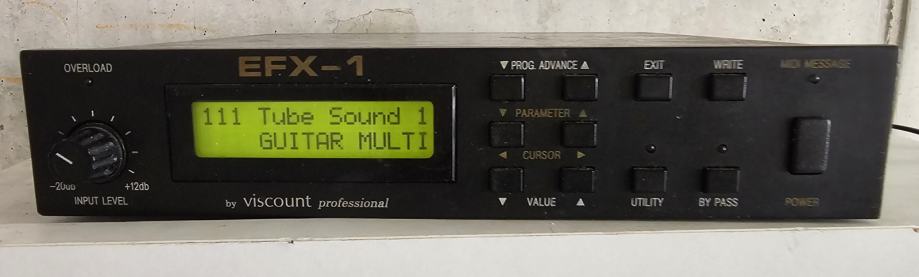 OVERLOAD
-20db +12db
INPUT LEVEL
EFX-1
111 Tube Sound 1
GUITAR MULTI
by viscount professional
▼ PROG. ADVANCE ▲
▼ PARAMETER ▲
◄ CURSOR ►
▼ VALUE ▲
EXIT
WRITE
UTILITY
BY PASS
MIDI MESSAGE
POWER